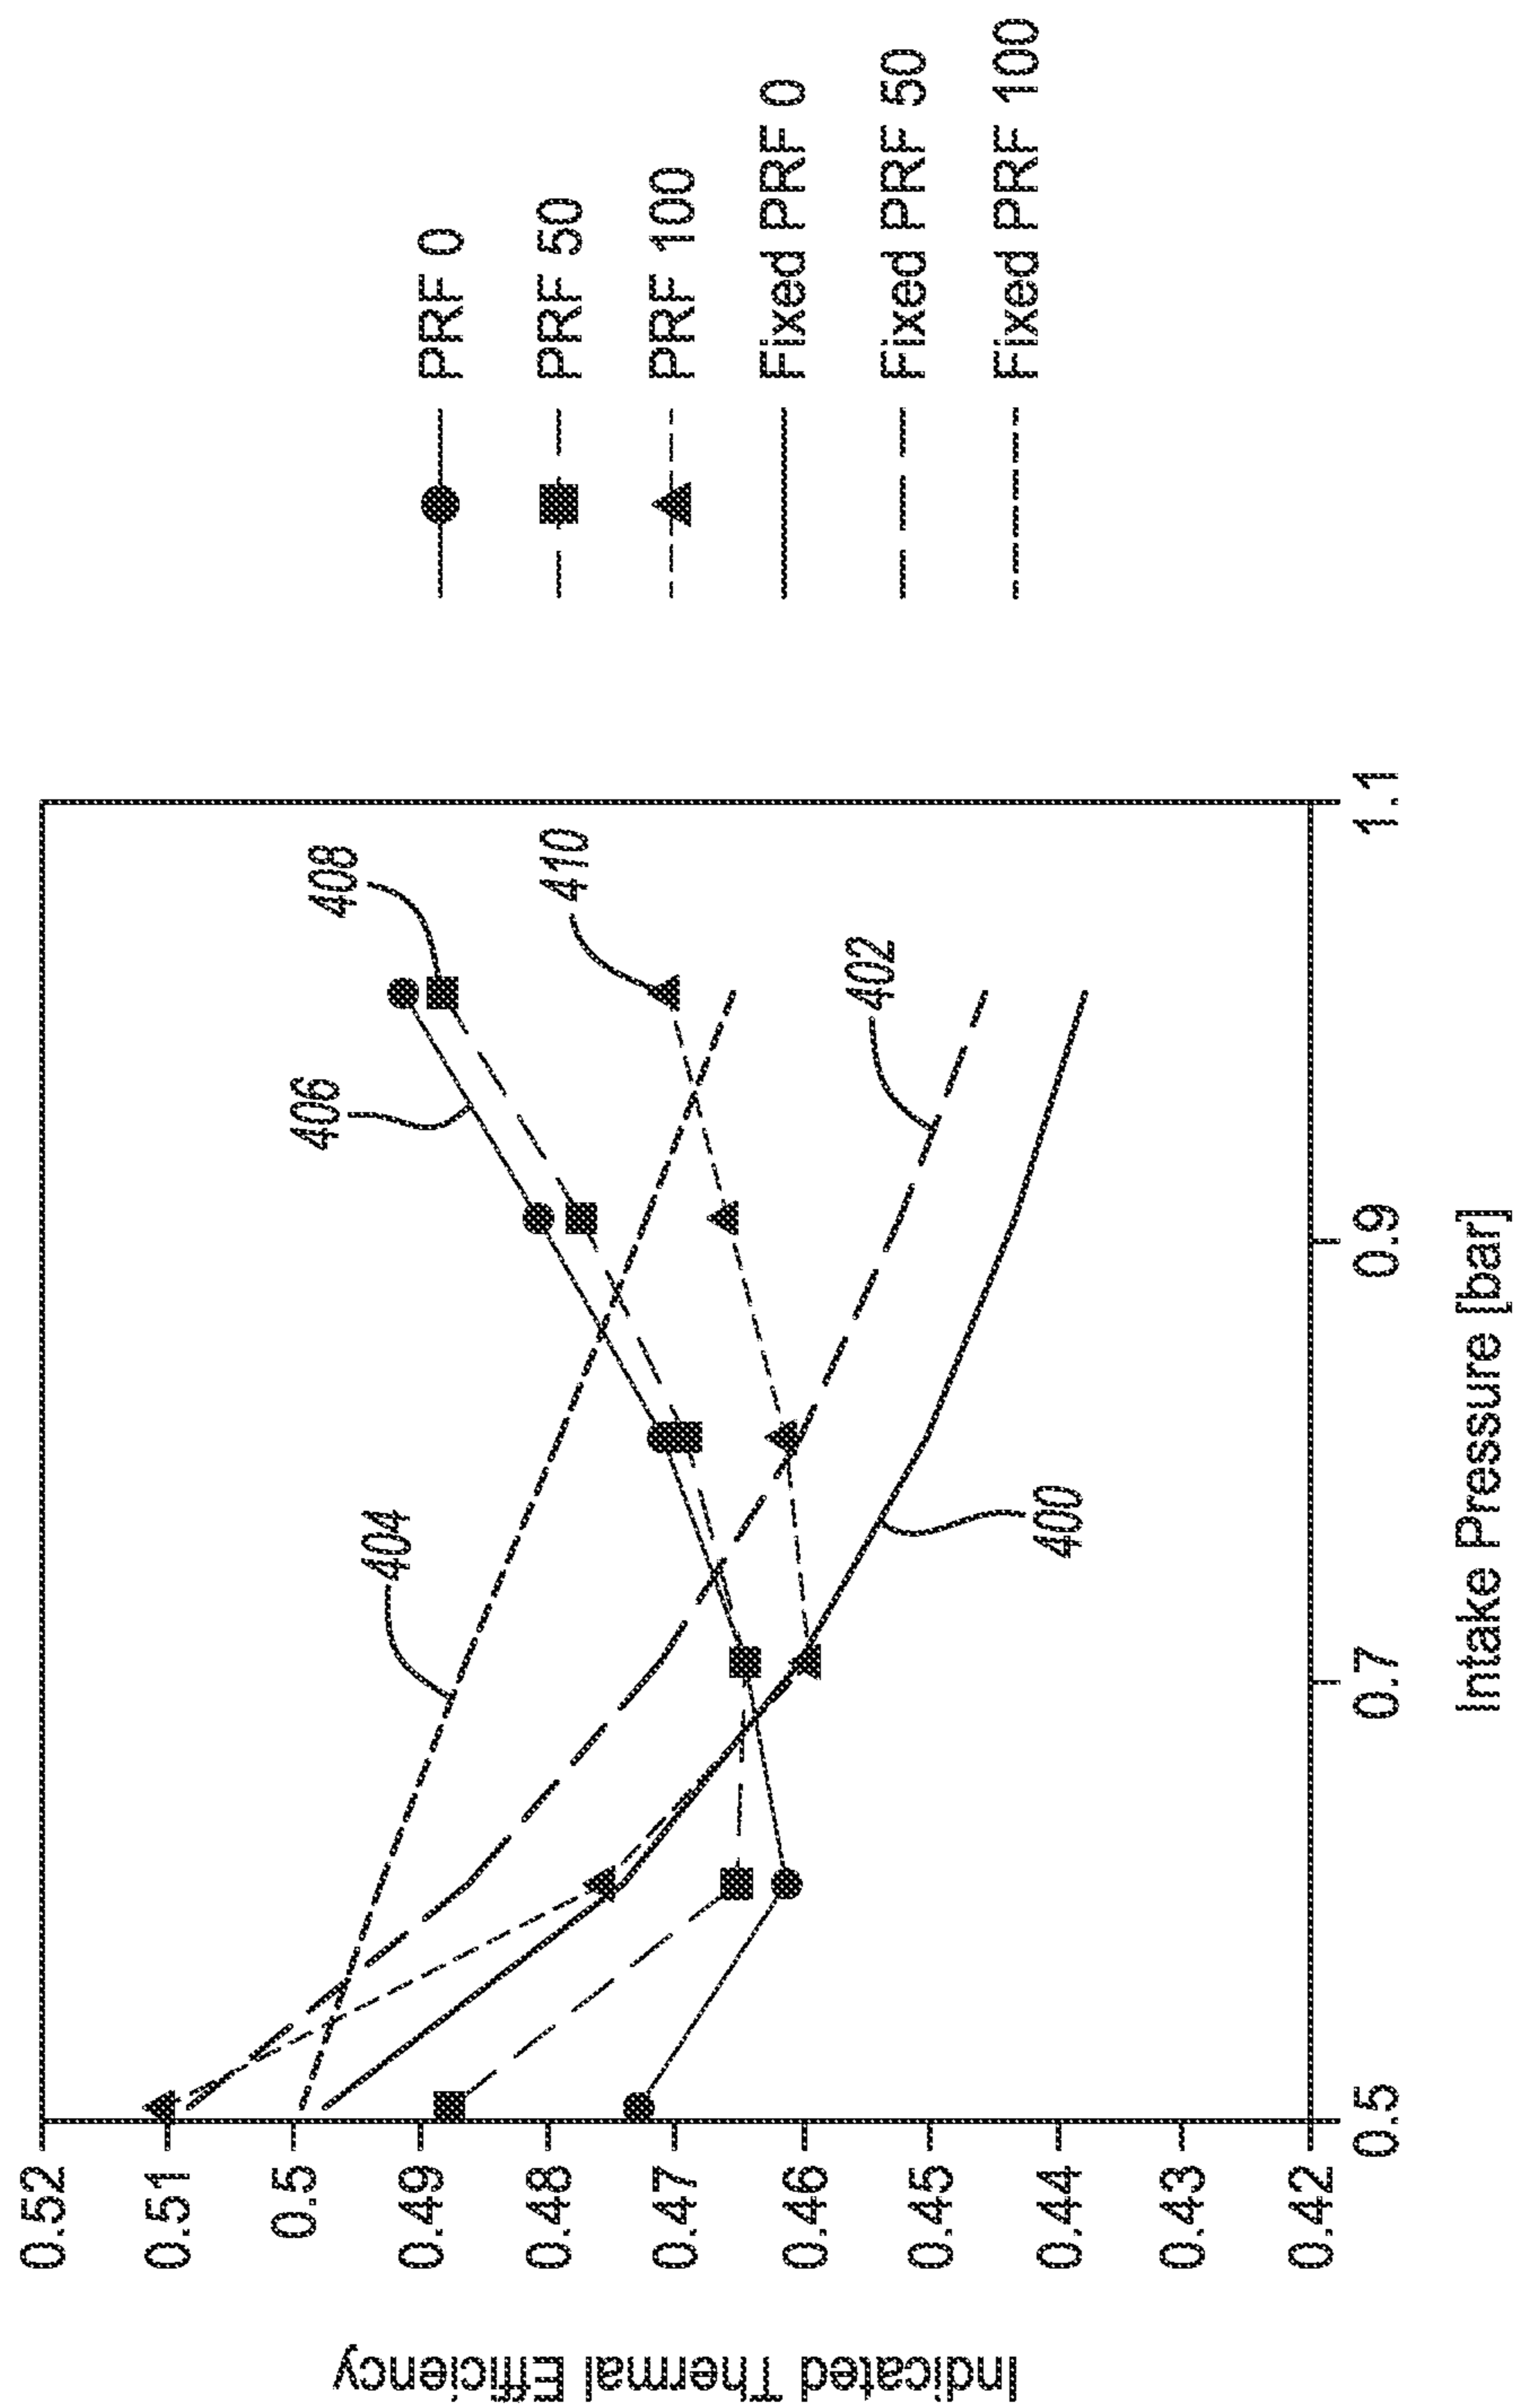 Indicated Thermal Efficiency
0.52
0.51
0.5
0.49
0.48
0.47
0.46
0.45
0.44
0.43
0.42
0.5
0.7
0.9
1.1
Intake Pressure [bar]
404
406
408
410
402
400
PRF 0
PRF 50
PRF 100
Fixed PRF 0
Fixed PRF 50
Fixed PRF 100